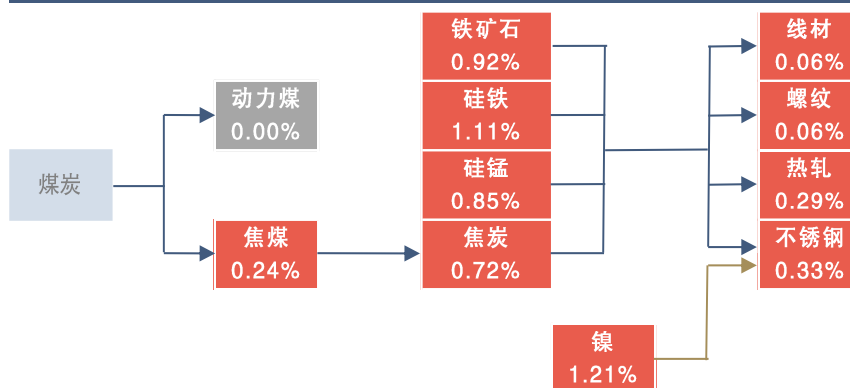 煤炭
动力煤
0.00%
焦煤
0.24%
铁矿石
0.92%
硅铁
1.11%
硅锰
0.85%
焦炭
0.72%
线材
0.06%
螺纹
0.06%
热轧
0.29%
不锈钢
0.33%
镍
1.21%